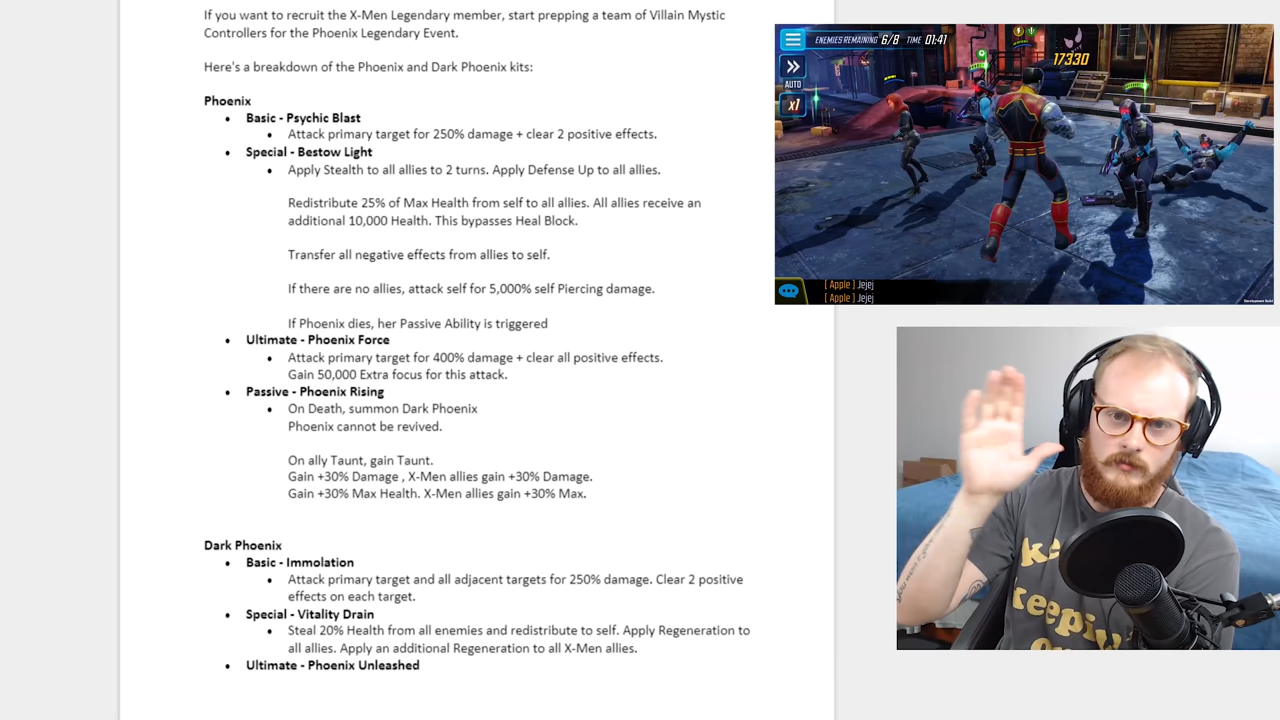 If you want to recruit the X-Men Legendary member, start prepping a team of Villain Mystic
Controllers for the Phoenix Legendary Event.
Here's a breakdown of the Phoenix and Dark Phoenix kits:
Phoenix
• Basic - Psychic Blast
• Attack primary target for 250% damage + clear 2 positive effects.
• Special - Bestow Light
• Apply Stealth to all allies to 2 turns. Apply Defense Up to all allies.
Redistribute 25% of Max Health from self to all allies. All allies receive an
additional 10,000 Health. This bypasses Heal Block.
Transfer all negative effects from allies to self.
If there are no allies, attack self for 5,000% self Piercing damage.
If Phoenix dies, her Passive Ability is triggered
• Ultimate - Phoenix Force
• Attack primary target for 400% damage + clear all positive effects.
Gain 50,000 Extra focus for this attack.
• Passive - Phoenix Rising
• On Death, summon Dark Phoenix
Phoenix cannot be revived.
On ally Taunt, gain Taunt.
Gain +30% Damage , X-Men allies gain +30% Damage.
Gain +30% Max Health. X-Men allies gain +30% Max.
Dark Phoenix
• Basic - Immolation
• Attack primary target and all adjacent targets for 250% damage. Clear 2 positive
effects on each target.
• Special - Vitality Drain
• Steal 20% Health from all enemies and redistribute to self. Apply Regeneration to
all allies. Apply an additional Regeneration to all X-Men allies.
• Ultimate - Phoenix Unleashed
ENEMIES REMAINING 6/8 TIME 01:41
17330
AUTO
x1
[ Apple ] Jejej
[ Apple ] Jejej
Development Build
ke
keepin